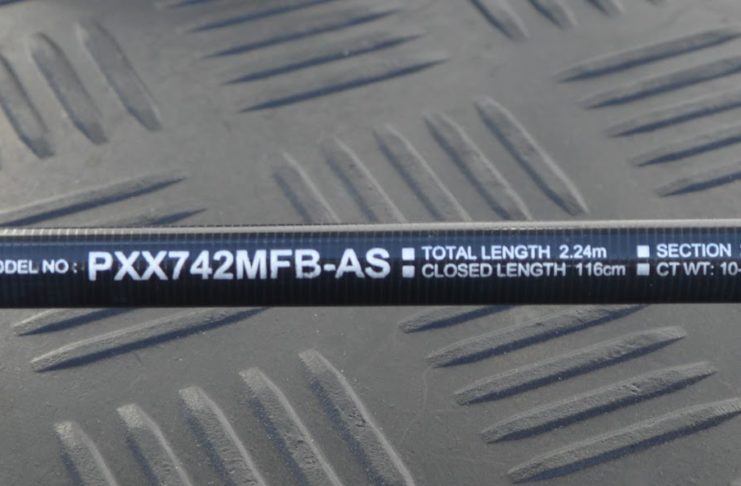 ODEL NO: PXX742MFB-AS
TOTAL LENGTH 2.24m
CLOSED LENGTH 116cm
SECTION
CT WT: 10-